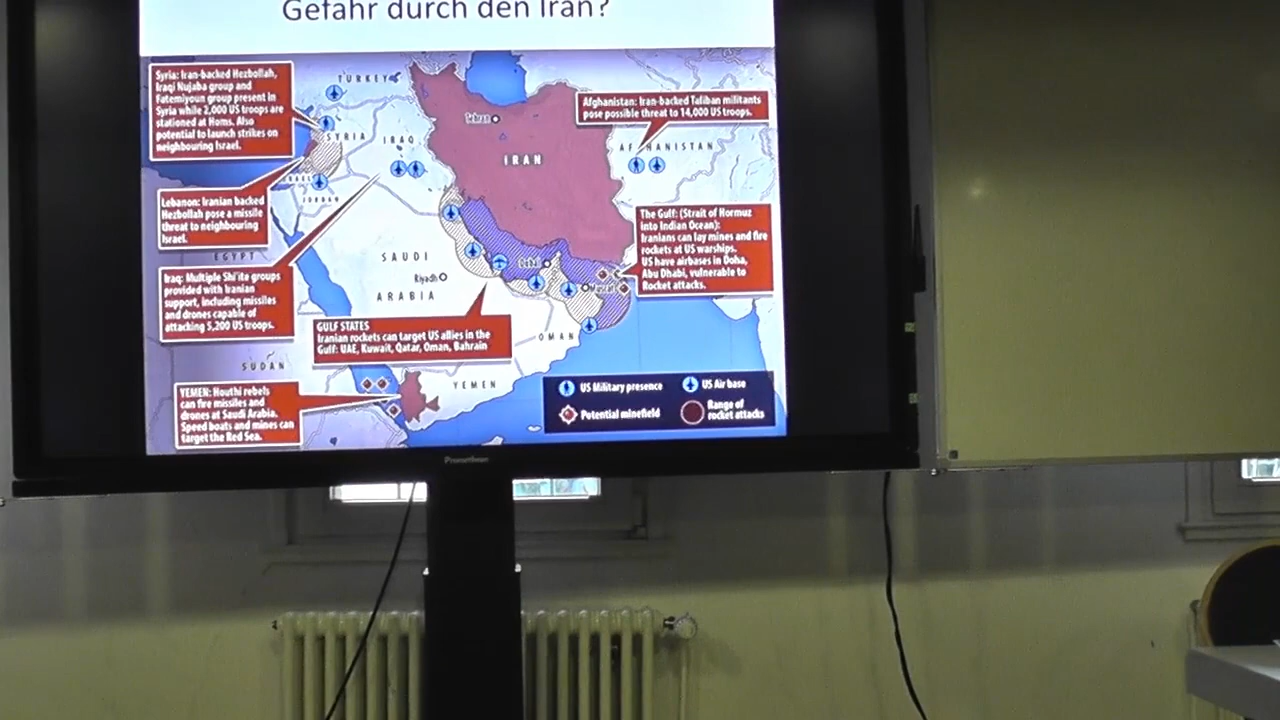 Gefahr durch den Iran?
Syria: Iran-backed Hezbollah,
Iraqi Nujaba group and
Fatemiyoun group present in
Syria while 2,000 US troops are
stationed at Homs. Also
potential to launch strikes on
neighbouring Israel.
TURKEY
Tehran
Afghanistan: Iran-backed Taliban militants
pose possible threat to 14,000 US troops.
SYRIA
IRAQ
IRAN
JORDAN
Lebanon: Iranian backed
Hezbollah pose a missile
threat to neighbouring
Israel.
The Gulf: (Strait of Hormuz
into Indian Ocean):
Iranians can lay mines and fire
rockets at US warships.
US have airbases in Doha,
Abu Dhabi, vulnerable to
Rocket attacks.
EGYPT
SAUDI
ARABIA
Riyadh
Dubai
Muscat
Iraq: Multiple Shi'ite groups
provided with Iranian
support, including missiles
and drones capable of
attacking 5,200 US troops.
GULF STATES
Iranian rockets can target US allies in the
Gulf: UAE, Kuwait, Qatar, Oman, Bahrain
OMAN
SUDAN
YEMEN
YEMEN: Houthi rebels
can fire missiles and
drones at Saudi Arabia.
Speed boats and mines can
target the Red Sea.
US Military presence
US Air base
Potential minefield
Range of
rocket attacks
Promethean